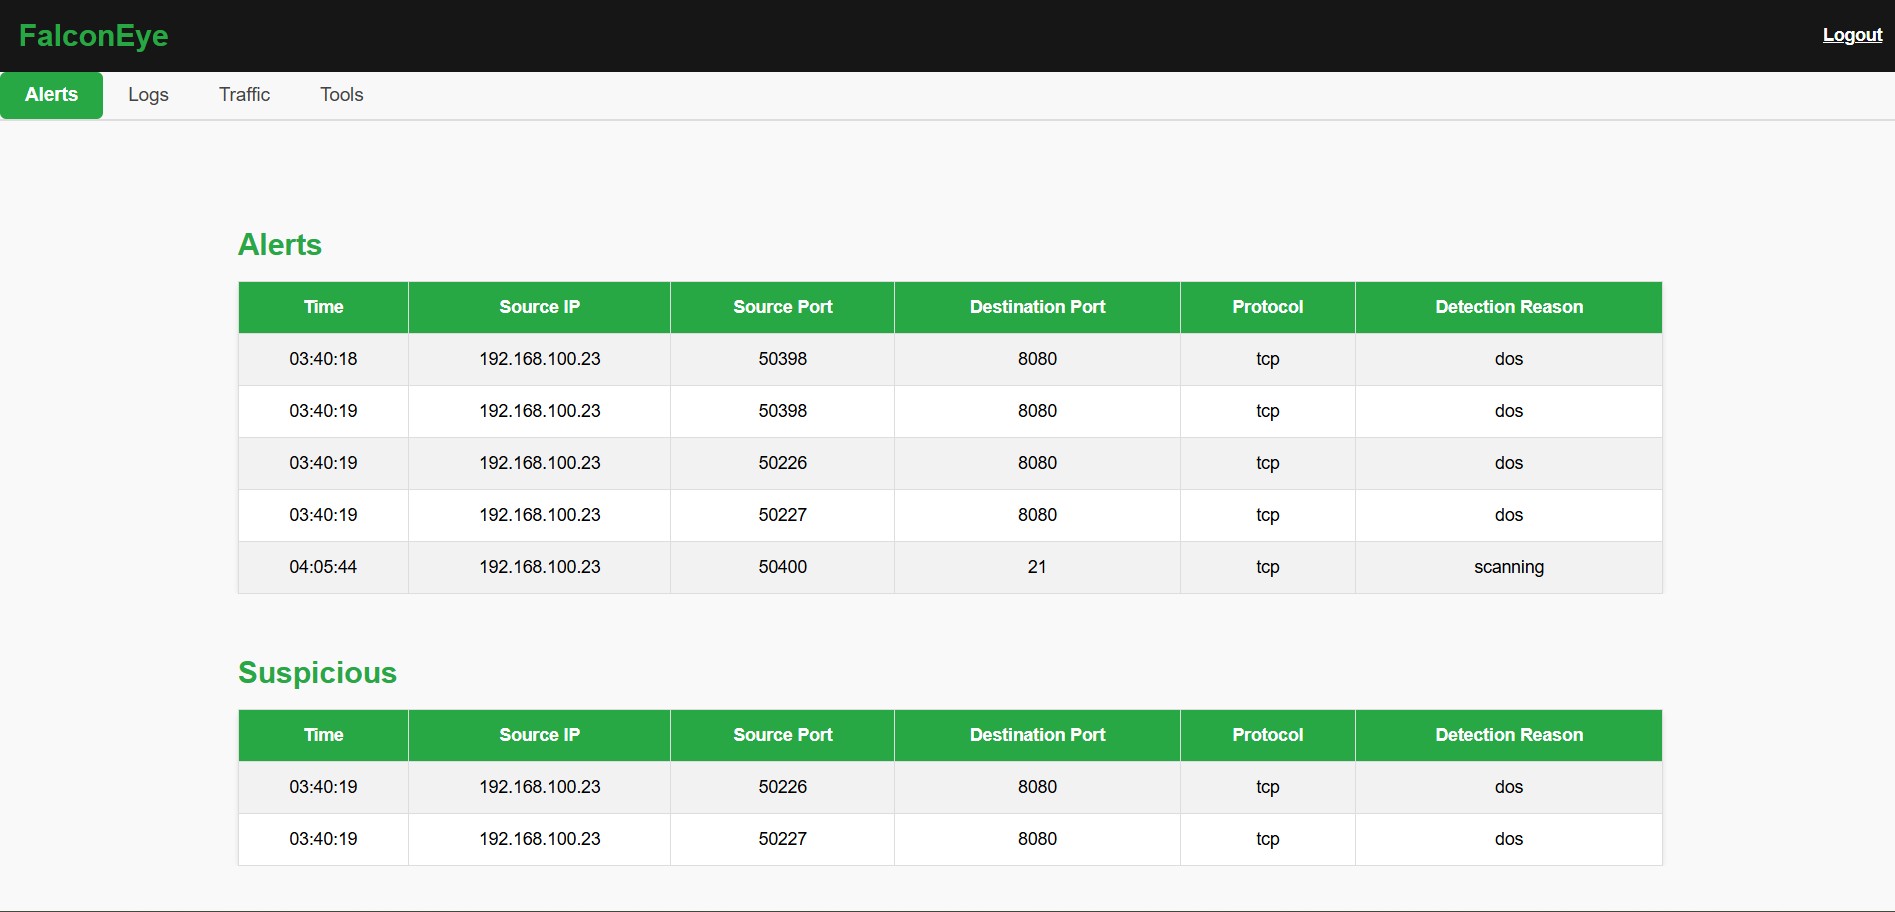 FalconEye
Logout
Alerts Logs Traffic Tools
Alerts
Time Source IP Source Port Destination Port Protocol Detection Reason
03:40:18 192.168.100.23 50398 8080 tcp dos
03:40:19 192.168.100.23 50398 8080 tcp dos
03:40:19 192.168.100.23 50226 8080 tcp dos
03:40:19 192.168.100.23 50227 8080 tcp dos
04:05:44 192.168.100.23 50400 21 tcp scanning
Suspicious
Time Source IP Source Port Destination Port Protocol Detection Reason
03:40:19 192.168.100.23 50226 8080 tcp dos
03:40:19 192.168.100.23 50227 8080 tcp dos